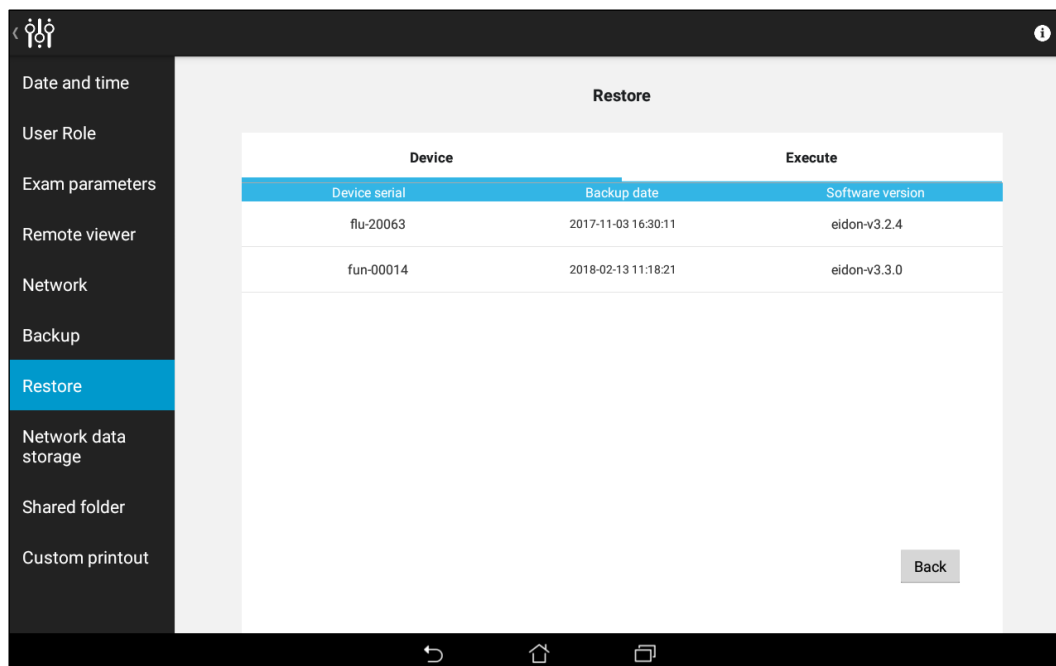 Date and time
User Role
Exam parameters
Remote viewer
Network
Backup
Restore
Network data
storage
Shared folder
Custom printout
Restore
Device Execute
Device serial Backup date Software version
flu-20063 2017-11-03 16:30:11 eidon-v3.2.4
fun-00014 2018-02-13 11:18:21 eidon-v3.3.0
Back